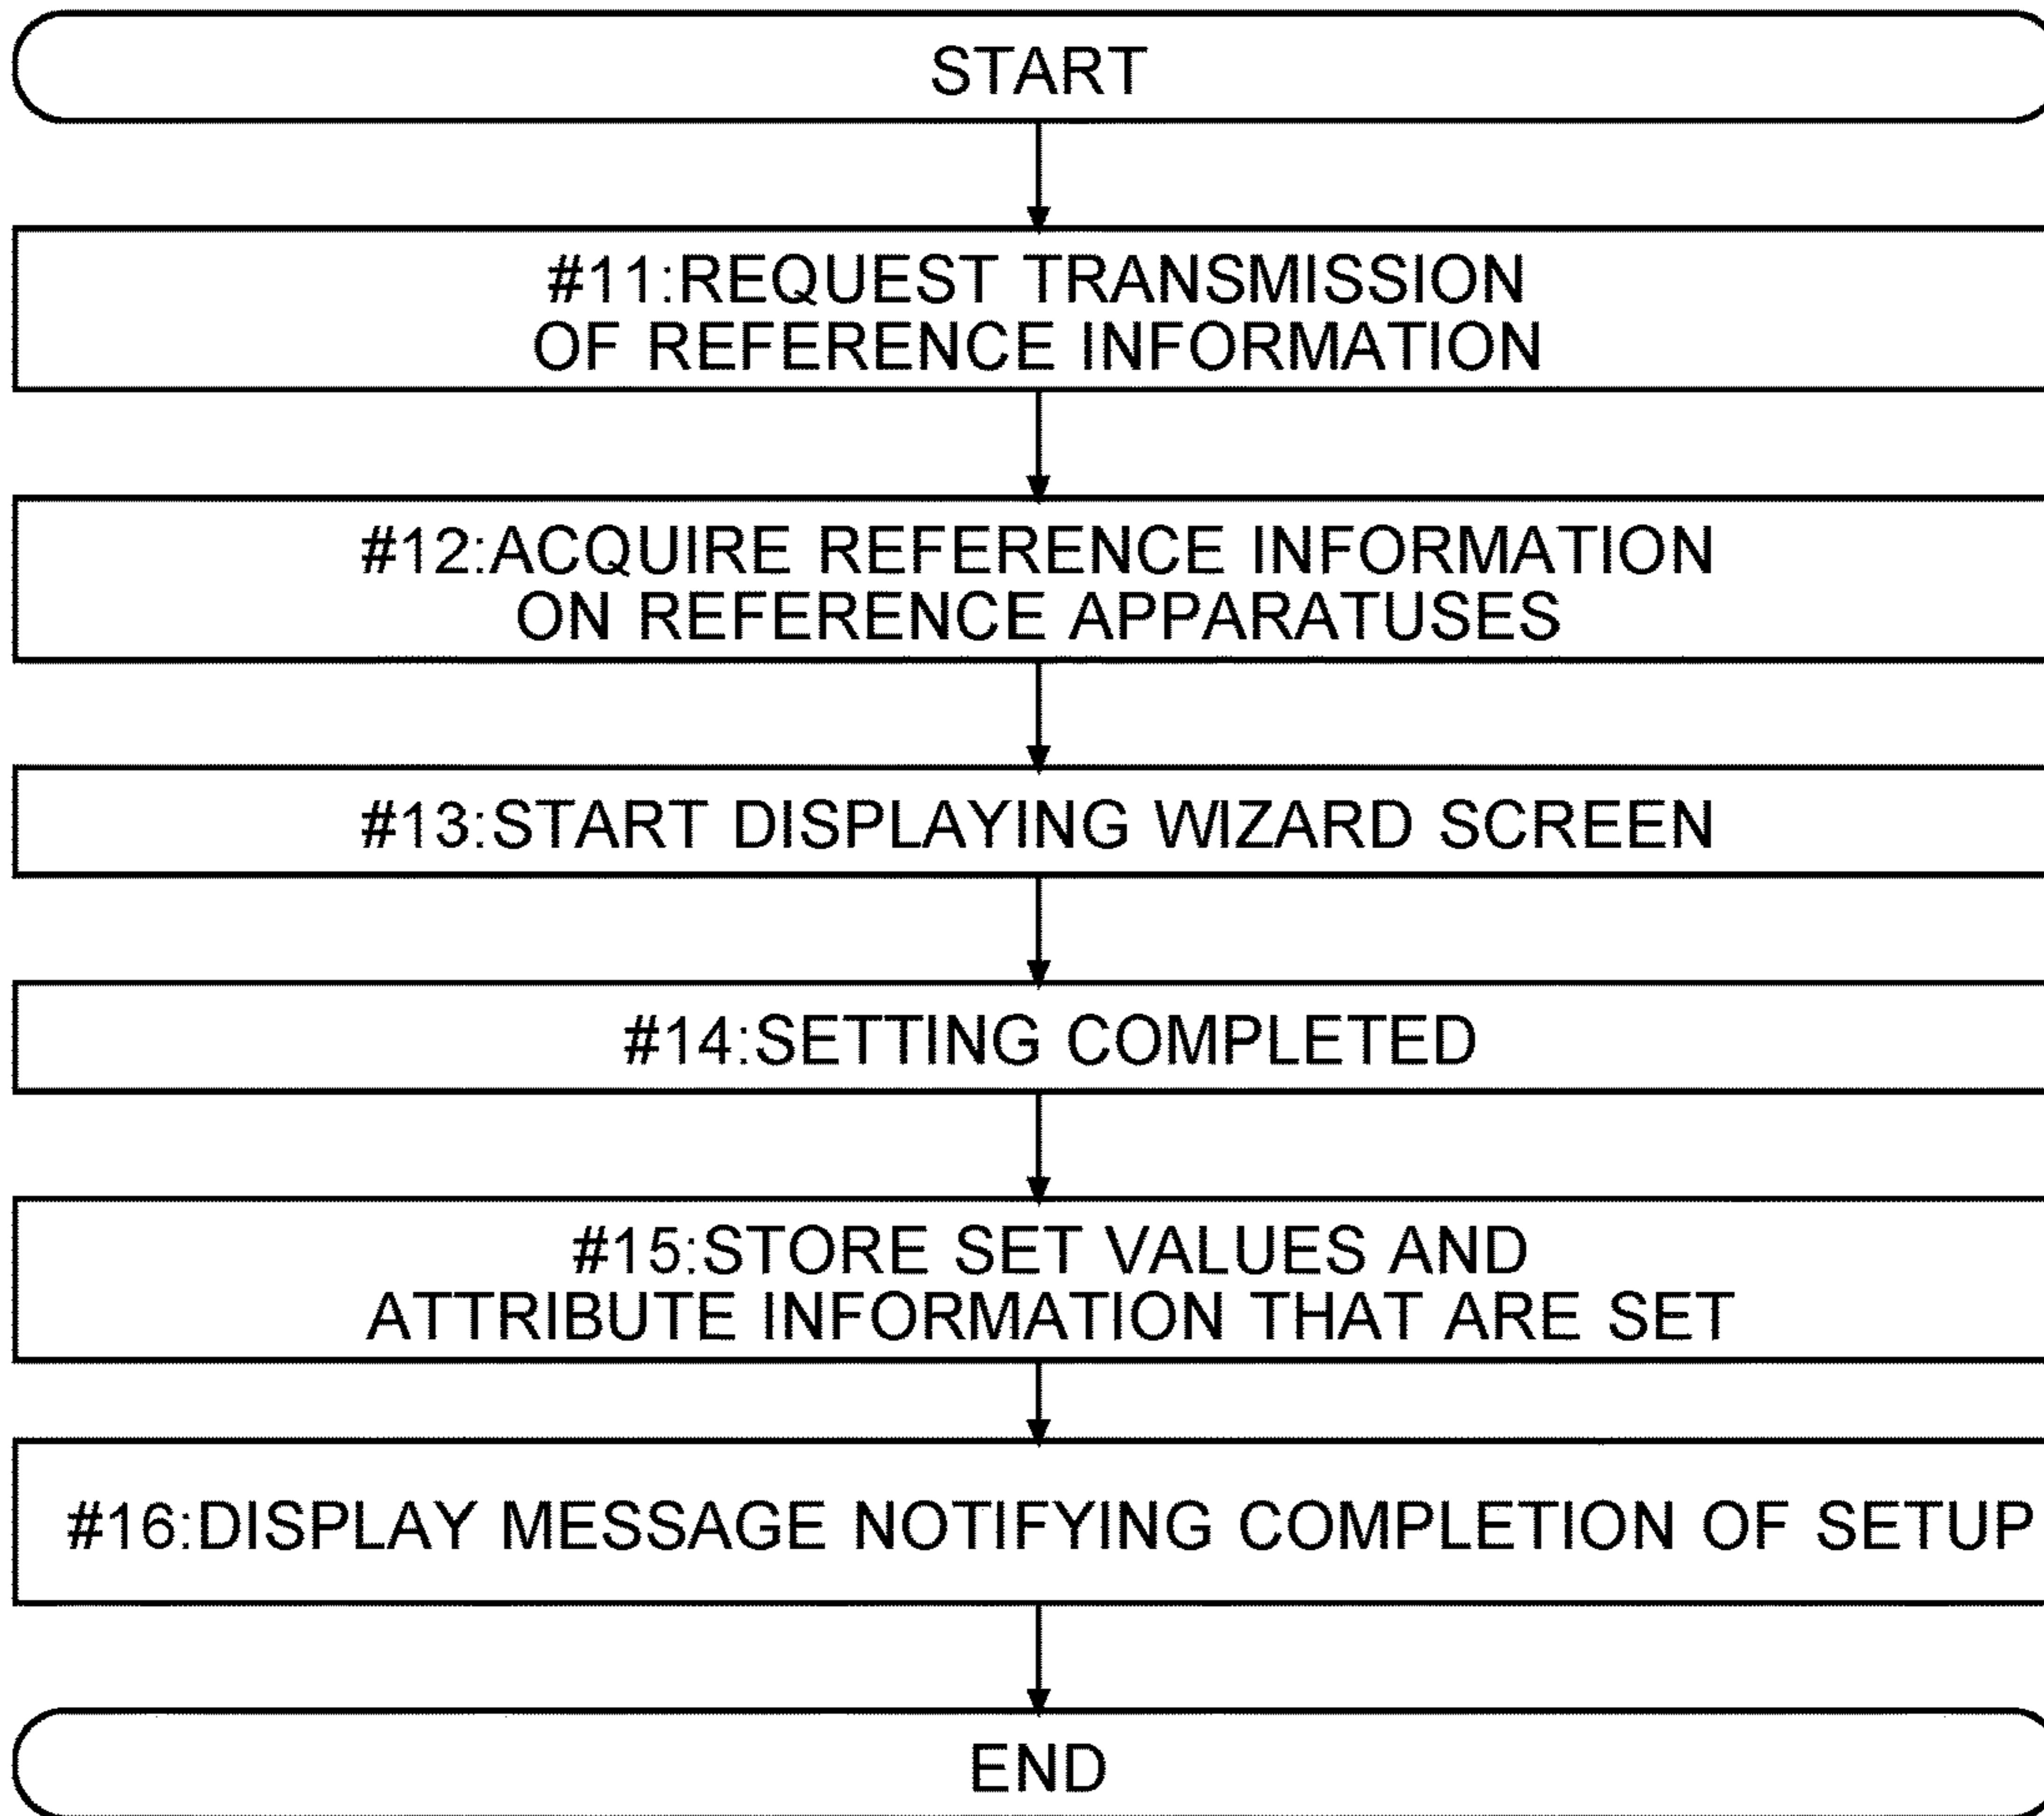 START
#11:REQUEST TRANSMISSION
OF REFERENCE INFORMATION
#12:ACQUIRE REFERENCE INFORMATION
ON REFERENCE APPARATUSES
#13:START DISPLAYING WIZARD SCREEN
#14:SETTING COMPLETED
#15:STORE SET VALUES AND
ATTRIBUTE INFORMATION THAT ARE SET
#16:DISPLAY MESSAGE NOTIFYING COMPLETION OF SETUP
END